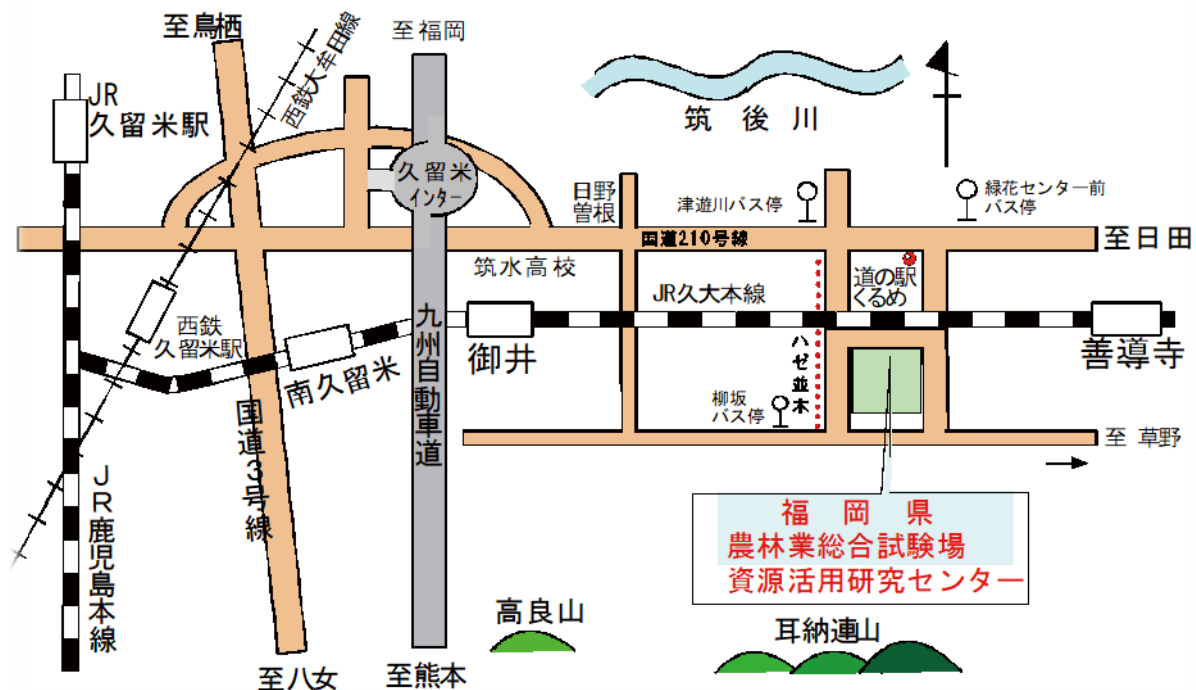 至鳥栖
至福岡
西鉄大牟田線
JR
久留米駅
筑後川
久留米
インター
日野
曽根
津遊川バス停
緑花センター前
バス停
国道210号線
至日田
筑水高校
道の駅
くるめ
JR久大本線
西鉄
久留米駅
南久留米
御井
九州自動車道
ハゼ並木
善導寺
柳坂
バス停
国道3号線
至 草野
JR鹿児島本線
福岡県
農林業総合試験場
資源活用研究センター
高良山
耳納連山
至八女
至熊本